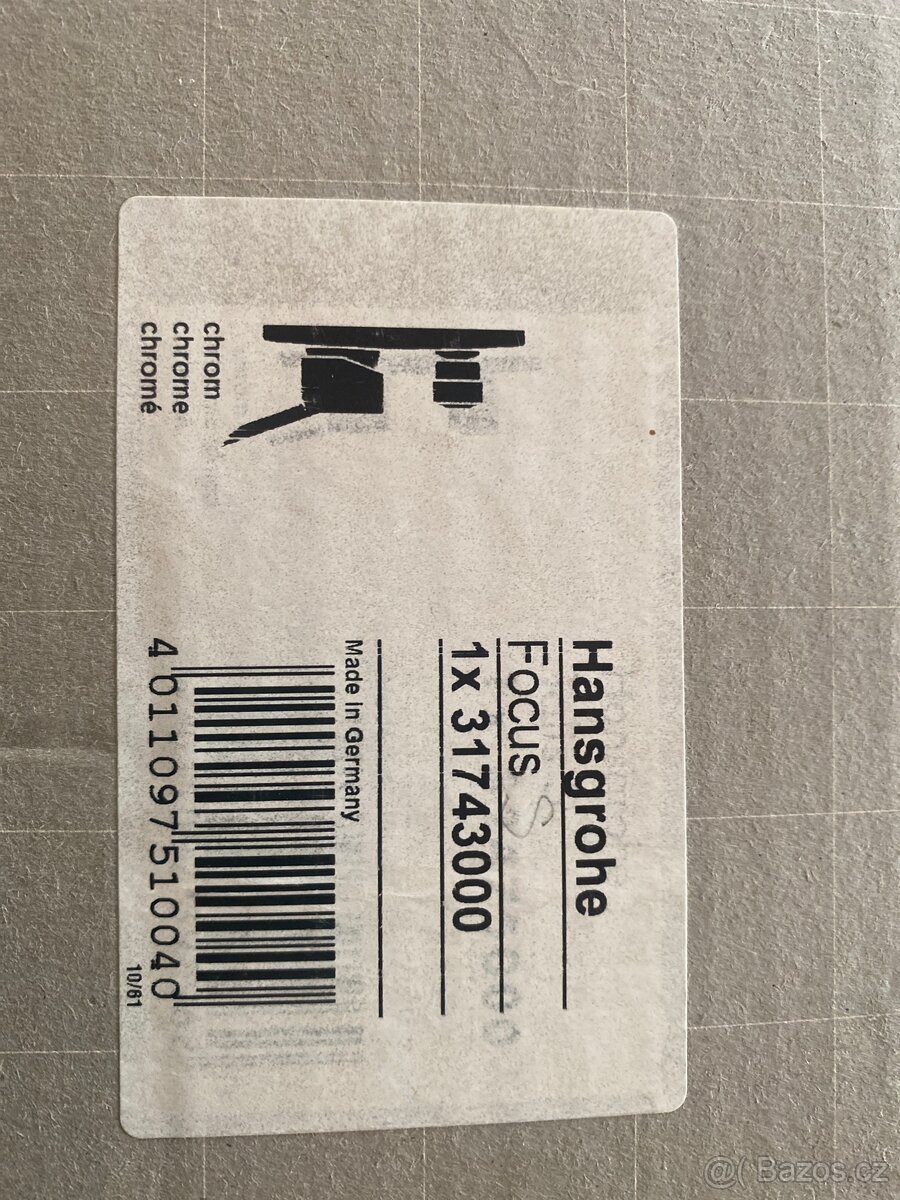 Hansgrohe
Focus S
1x 31743000
Made in Germany
4 011097 510040
10/61
chrom
chrome
chromé
@( Bazos.cz